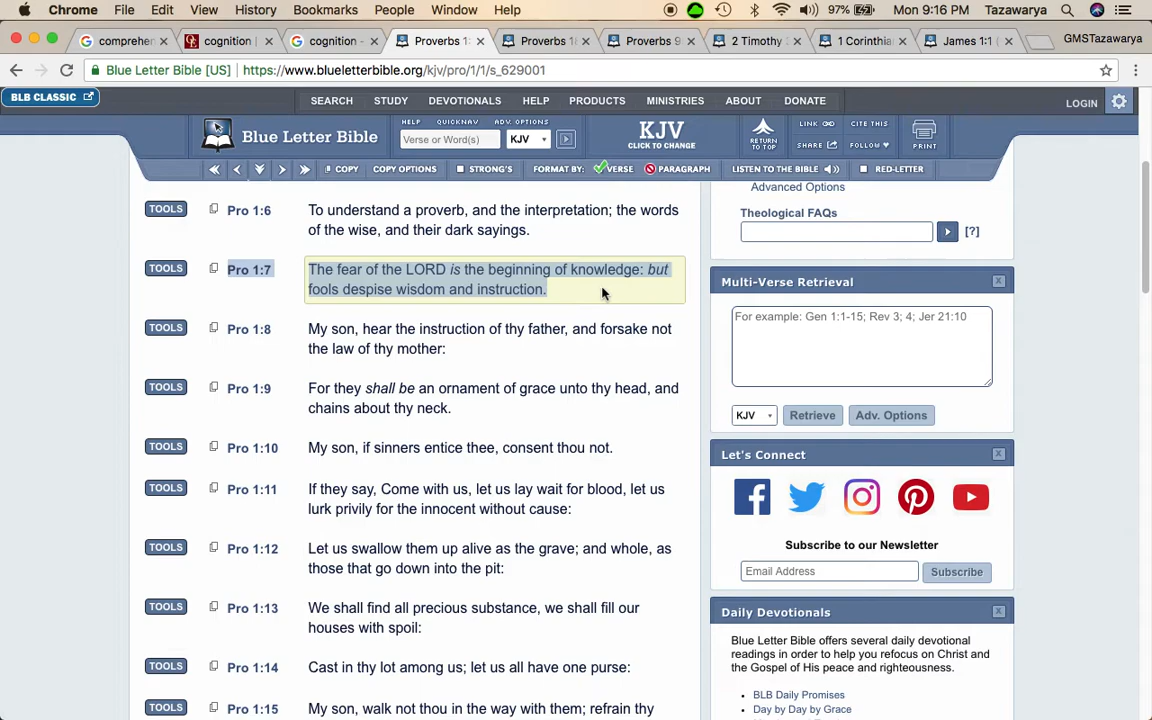 Chrome File Edit View History Bookmarks People Window Help 97% Mon 9:16 PM Tazawarya
comprehen cognition | cognition - Proverbs 1: Proverbs 18 Proverbs 9: 2 Timothy 1 Corinthia James 1:1 ( GMSTazawarya
Blue Letter Bible [US] https://www.blueletterbible.org/kjv/pro/1/1/s_629001
BLB CLASSIC
SEARCH STUDY DEVOTIONALS HELP PRODUCTS MINISTRIES ABOUT DONATE LOGIN
HELP QUICKNAV ADV. OPTIONS
Blue Letter Bible Verse or Word(s) KJV
KJV
CLICK TO CHANGE
RETURN TO TOP
LINK CITE THIS
SHARE FOLLOW PRINT
COPY COPY OPTIONS STRONG'S FORMAT BY: VERSE PARAGRAPH LISTEN TO THE BIBLE RED-LETTER
TOOLS Pro 1:6 To understand a proverb, and the interpretation; the words
of the wise, and their dark sayings.
TOOLS Pro 1:7 The fear of the LORD is the beginning of knowledge: but
fools despise wisdom and instruction.
TOOLS Pro 1:8 My son, hear the instruction of thy father, and forsake not
the law of thy mother:
TOOLS Pro 1:9 For they shall be an ornament of grace unto thy head, and
chains about thy neck.
TOOLS Pro 1:10 My son, if sinners entice thee, consent thou not.
TOOLS Pro 1:11 If they say, Come with us, let us lay wait for blood, let us
lurk privily for the innocent without cause:
TOOLS Pro 1:12 Let us swallow them up alive as the grave; and whole, as
those that go down into the pit:
TOOLS Pro 1:13 We shall find all precious substance, we shall fill our
houses with spoil:
TOOLS Pro 1:14 Cast in thy lot among us; let us all have one purse:
TOOLS Pro 1:15 My son, walk not thou in the way with them; refrain thy
Advanced Options
Theological FAQs
[?]
Multi-Verse Retrieval X
For example: Gen 1:1-15; Rev 3; 4; Jer 21:10
KJV Retrieve Adv. Options
Let's Connect X
Subscribe to our Newsletter
Email Address Subscribe
Daily Devotionals X
Blue Letter Bible offers several daily devotional
readings in order to help you refocus on Christ and
the Gospel of His peace and righteousness.
BLB Daily Promises
Day by Day by Grace